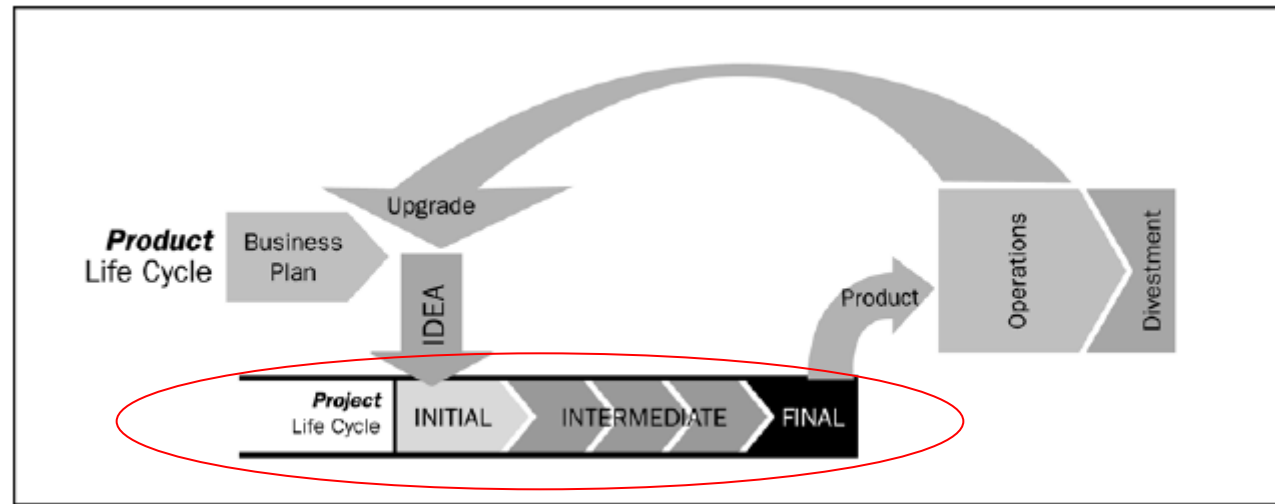 Upgrade
Product
Life Cycle
Business
Plan
IDEA
Product
Operations
Divestment
Project
Life Cycle
INITIAL
INTERMEDIATE
FINAL